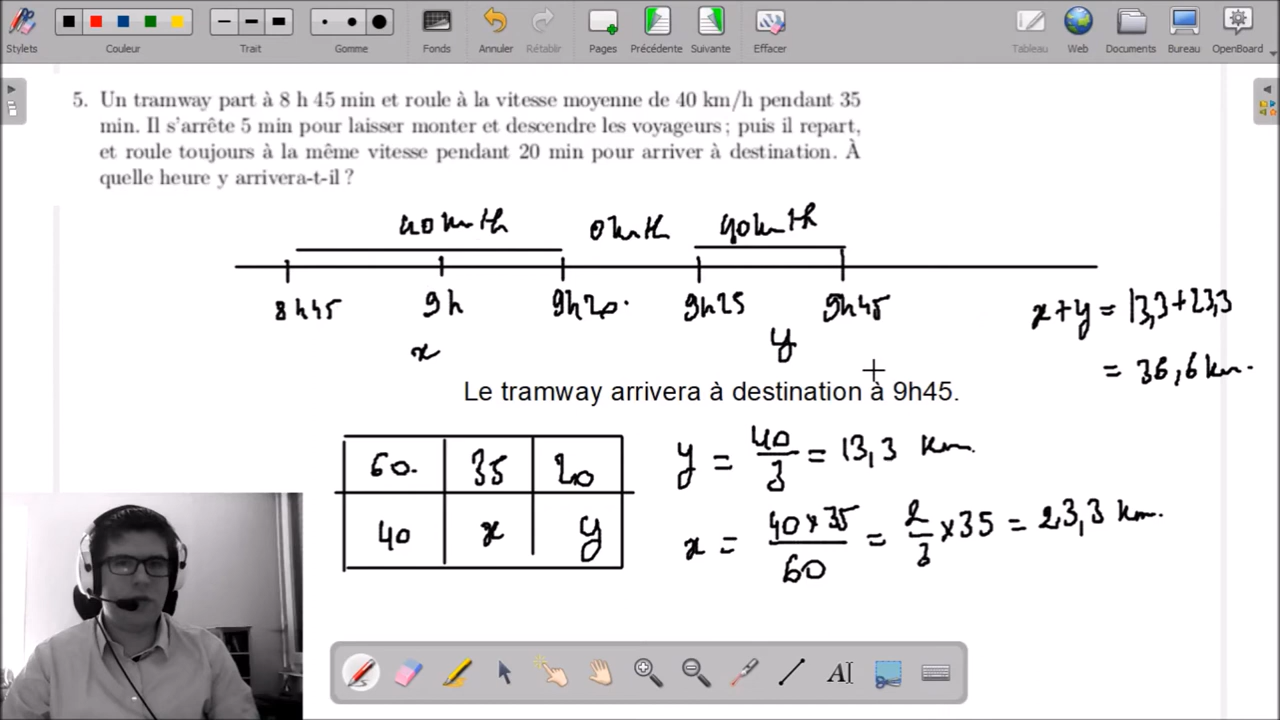 Stylets Couleur Trait Gomme Fonds Annuler Rétablir Pages Précédente Suivante Effacer Tableau Web Documents Bureau OpenBoard
5. Un tramway part à 8 h 45 min et roule à la vitesse moyenne de 40 km/h pendant 35
min. Il s'arrête 5 min pour laisser monter et descendre les voyageurs ; puis il repart,
et roule toujours à la même vitesse pendant 20 min pour arriver à destination. À
quelle heure y arrivera-t-il ?
40 km/h 0 km/h 40 km/h
8h45 9h 9h20. 9h25 9h45
x y
x+y = 13,3+23,3
= 36,6 km.
Le tramway arrivera à destination à 9h45.
60. 35 20
40 x y
y = 40/3 = 13,3 km.
x = 40×35/60 = 2/3 ×35 = 23,3 km.
A